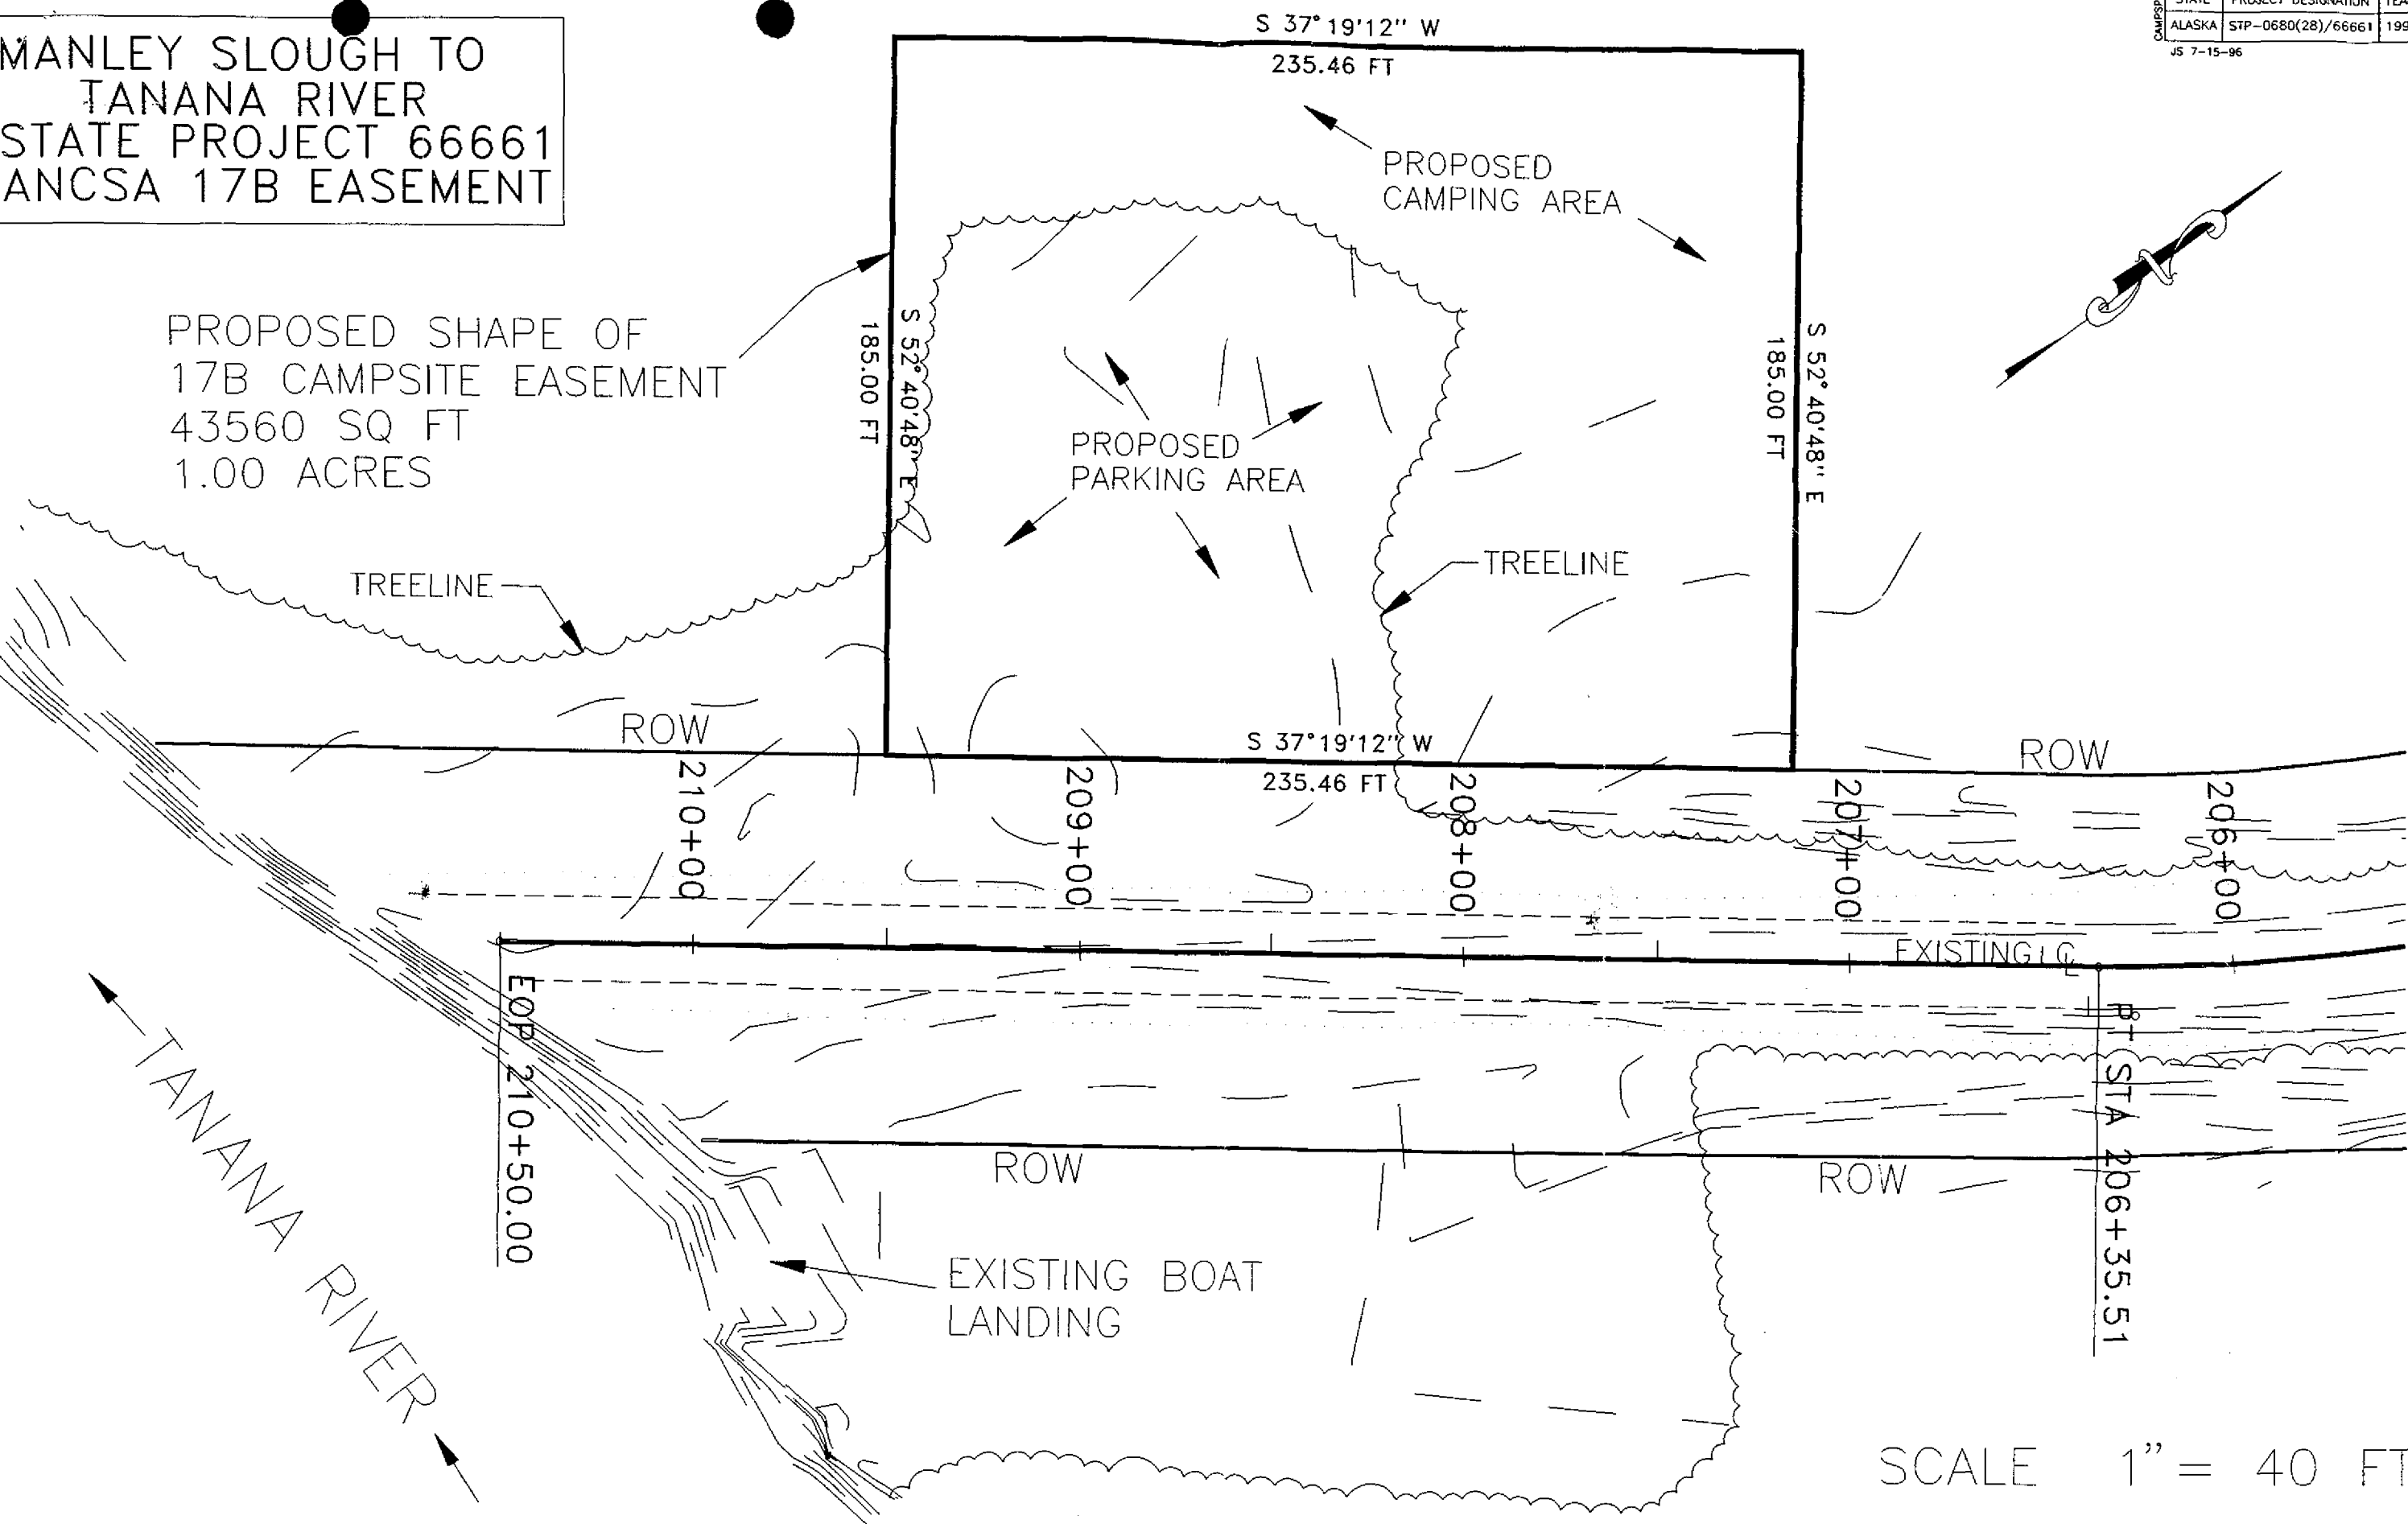 MANLEY SLOUGH TO
TANANA RIVER
STATE PROJECT 66661
ANCSA 17B EASEMENT
S 37°19'12" W
235.46 FT
STATE PROJECT DESIGNATION
ALASKA STP-0680(28)/66661
JS 7-15-96
PROPOSED
CAMPING AREA
N
PROPOSED SHAPE OF
17B CAMPSITE EASEMENT
43560 SQ FT
1.00 ACRES
S 52°40'48" E
185.00 FT
PROPOSED
PARKING AREA
S 52°40'48" E
185.00 FT
TREELINE
TREELINE
ROW
S 37°19'12" W
235.46 FT
ROW
210+00
209+00
208+00
207+00
206+00
EXISTING ℄
EOP 210+50.00
PT STA 206+35.51
TANANA RIVER
ROW
ROW
EXISTING BOAT
LANDING
SCALE 1" = 40 FT